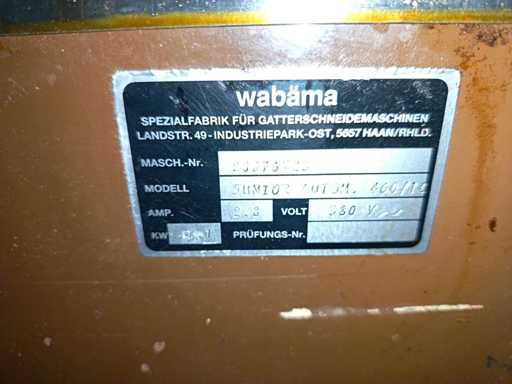 wabäma
SPEZIALFABRIK FÜR GATTERSCHNEIDEMASCHINEN
LANDSTR. 49-INDUSTRIEPARK-OST, 5657 HAAN/RHLD.
MASCH.-Nr.
MODELL JUNIOR AUTOM.
AMP. VOLT 380 V
KW PRÜFUNGS-Nr.